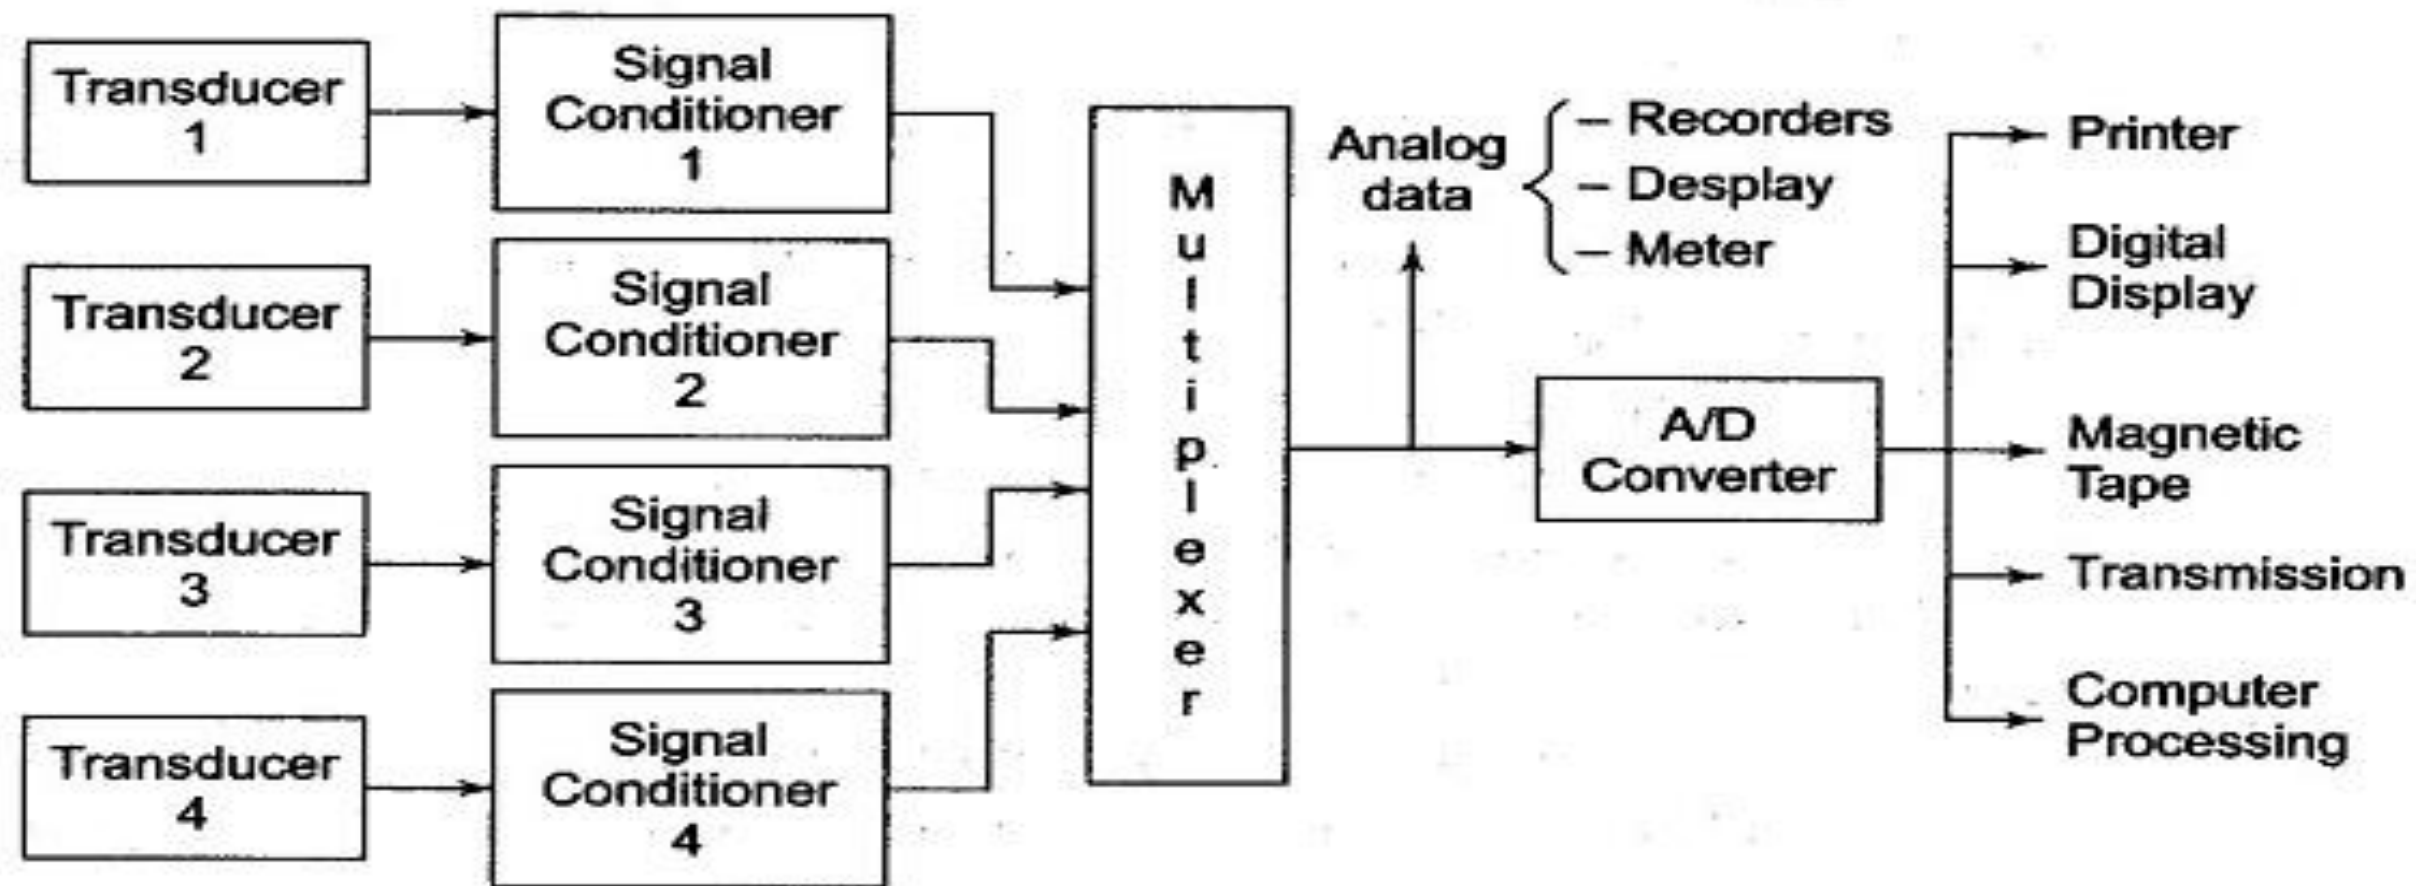 Transducer
1
Signal
Conditioner
1
Transducer
2
Signal
Conditioner
2
Transducer
3
Signal
Conditioner
3
Transducer
4
Signal
Conditioner
4
Multiplexer
Analog
data
– Recorders
– Desplay
– Meter
A/D
Converter
Printer
Digital
Display
Magnetic
Tape
Transmission
Computer
Processing